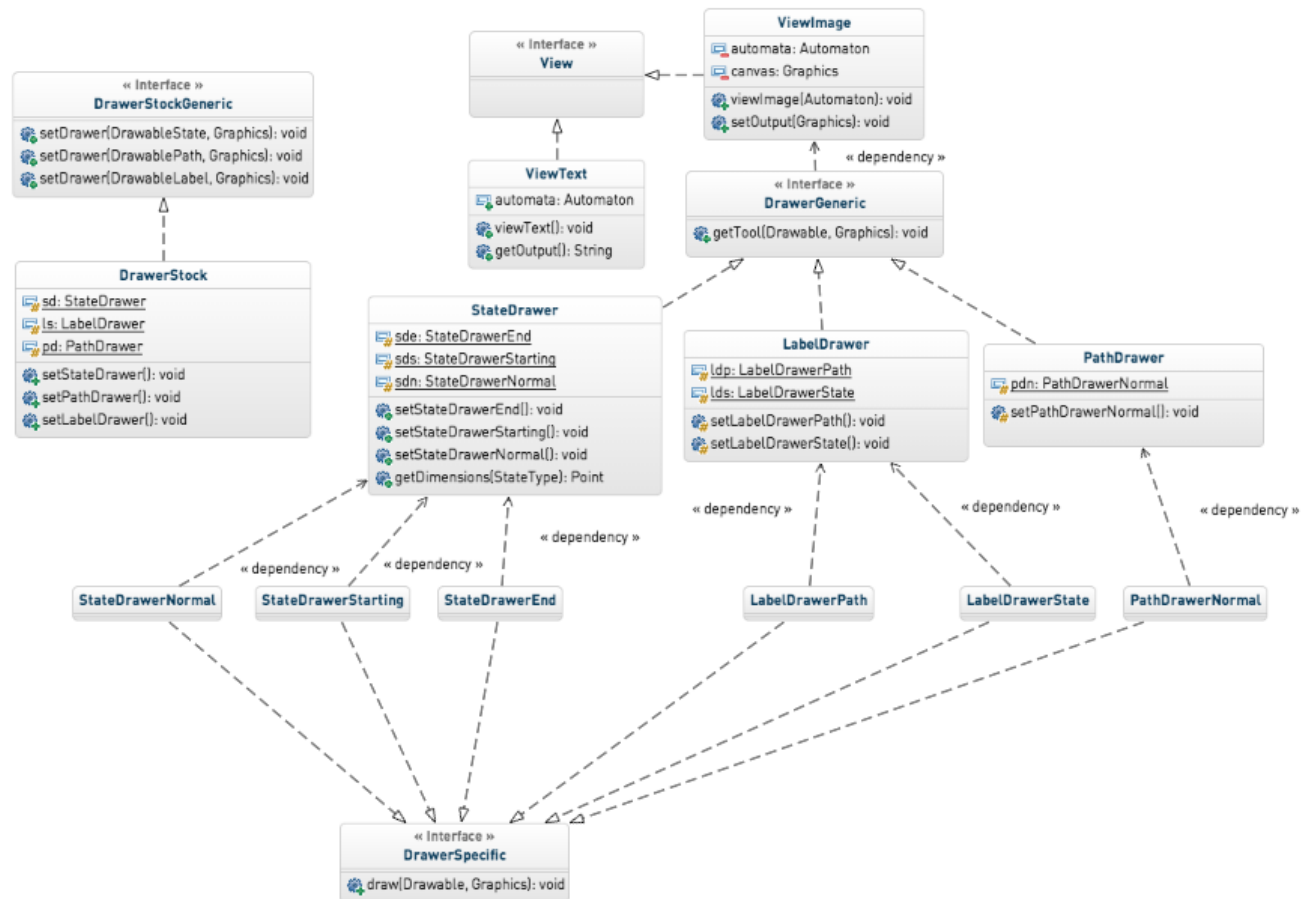 « Interface »
DrawerStockGeneric
setDrawer(DrawableState, Graphics): void
setDrawer(DrawablePath, Graphics): void
setDrawer(DrawableLabel, Graphics): void
« Interface »
View
ViewImage
automata: Automaton
canvas: Graphics
viewImage(Automaton): void
setOutput(Graphics): void
« dependency »
ViewText
automata: Automaton
viewText(): void
getOutput(): String
« Interface »
DrawerGeneric
getTool(Drawable, Graphics): void
DrawerStock
sd: StateDrawer
ls: LabelDrawer
pd: PathDrawer
setStateDrawer(): void
setPathDrawer(): void
setLabelDrawer(): void
StateDrawer
sde: StateDrawerEnd
sds: StateDrawerStarting
sdn: StateDrawerNormal
setStateDrawerEnd(): void
setStateDrawerStarting(): void
setStateDrawerNormal(): void
getDimensions(StateType): Point
LabelDrawer
ldp: LabelDrawerPath
lds: LabelDrawerState
setLabelDrawerPath(): void
setLabelDrawerState(): void
PathDrawer
pdn: PathDrawerNormal
setPathDrawerNormal(): void
« dependency »
« dependency »
« dependency »
« dependency »
« dependency »
« dependency »
StateDrawerNormal
StateDrawerStarting
StateDrawerEnd
LabelDrawerPath
LabelDrawerState
PathDrawerNormal
« Interface »
DrawerSpecific
draw(Drawable, Graphics): void